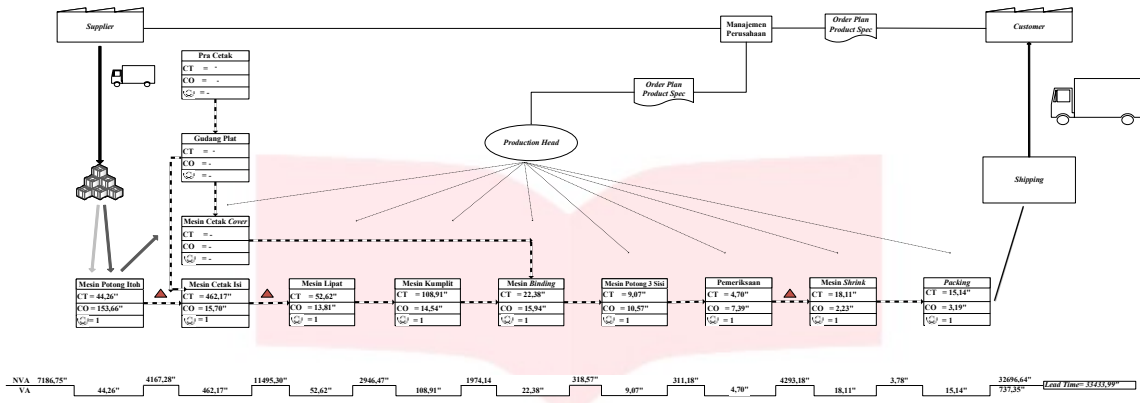 Supplier
Manajemen
Perusahaan
Order Plan
Product Spec
Customer
Pra Cetak
CT = -
CO = -
= -
Order Plan
Product Spec
Gudang Plat
CT = -
CO = -
= -
Production Head
Shipping
Mesin Cetak Cover
CT = -
CO = -
= -
Mesin Potong Itoh
CT = 44,26"
CO = 153,66"
= 1
Mesin Cetak Isi
CT = 462,17"
CO = 15,70"
= 1
Mesin Lipat
CT = 52,62"
CO = 13,81"
= 1
Mesin Kumplit
CT = 108,91"
CO = 14,54"
= 1
Mesin Binding
CT = 22,38"
CO = 15,94"
= 1
Mesin Potong 3 Sisi
CT = 9,07"
CO = 10,57"
= 1
Pemeriksaan
CT = 4,70"
CO = 7,39"
= 1
Mesin Shrink
CT = 18,11"
CO = 2,23"
= 1
Packing
CT = 15,14"
CO = 3,19"
= 1
NVA 7186,75" 4167,28" 11495,30" 2946,47" 1974,14 318,57" 311,18" 4293,18" 3,78" 32696,64"
VA 44,26" 462,17" 52,62" 108,91" 22,38" 9,07" 4,70" 18,11" 15,14" 737,35"
Lead Time= 33433,99"